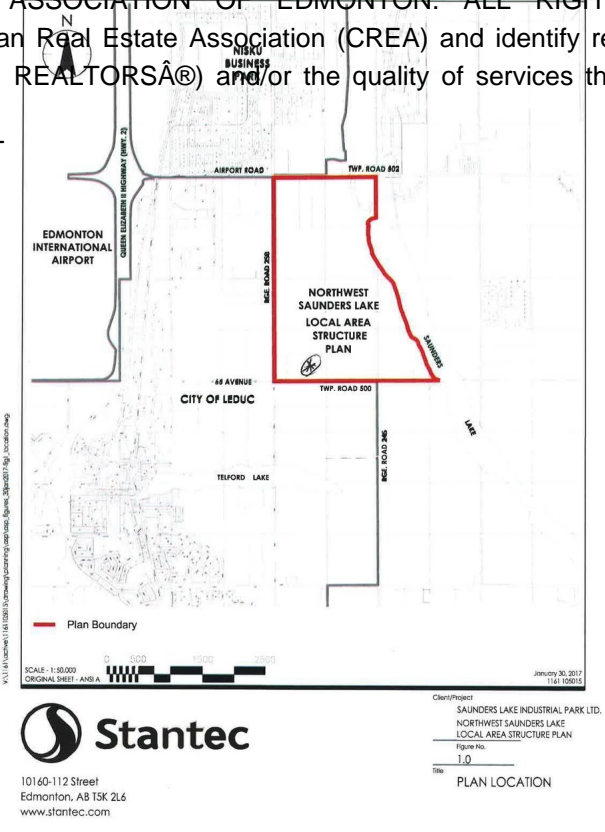 ASSOCIATION OF EDMONTON. ALL RIGHT
an Real Estate Association (CREA) and identify re
REALTORSÂ®) and/or the quality of services th
N
NISKU
BUSINESS
PARK
QUEEN ELIZABETH II HIGHWAY (HWY. 2)
AIRPORT ROAD
TWP. ROAD 502
EDMONTON
INTERNATIONAL
AIRPORT
RGE. ROAD 250
NORTHWEST
SAUNDERS LAKE
LOCAL AREA
STRUCTURE
PLAN
SAUNDERS
LAKE
65 AVENUE
TWP. ROAD 500
CITY OF LEDUC
RGE. ROAD 245
TELFORD LAKE
Plan Boundary
0 500 1500 2500
SCALE - 1:50,000
ORIGINAL SHEET - ANSI A
January 30, 2017
1161 105015
Stantec
10160-112 Street
Edmonton, AB T5K 2L6
www.stantec.com
Client/Project
SAUNDERS LAKE INDUSTRIAL PARK LTD.
NORTHWEST SAUNDERS LAKE
LOCAL AREA STRUCTURE PLAN
Figure No.
1.0
Title
PLAN LOCATION